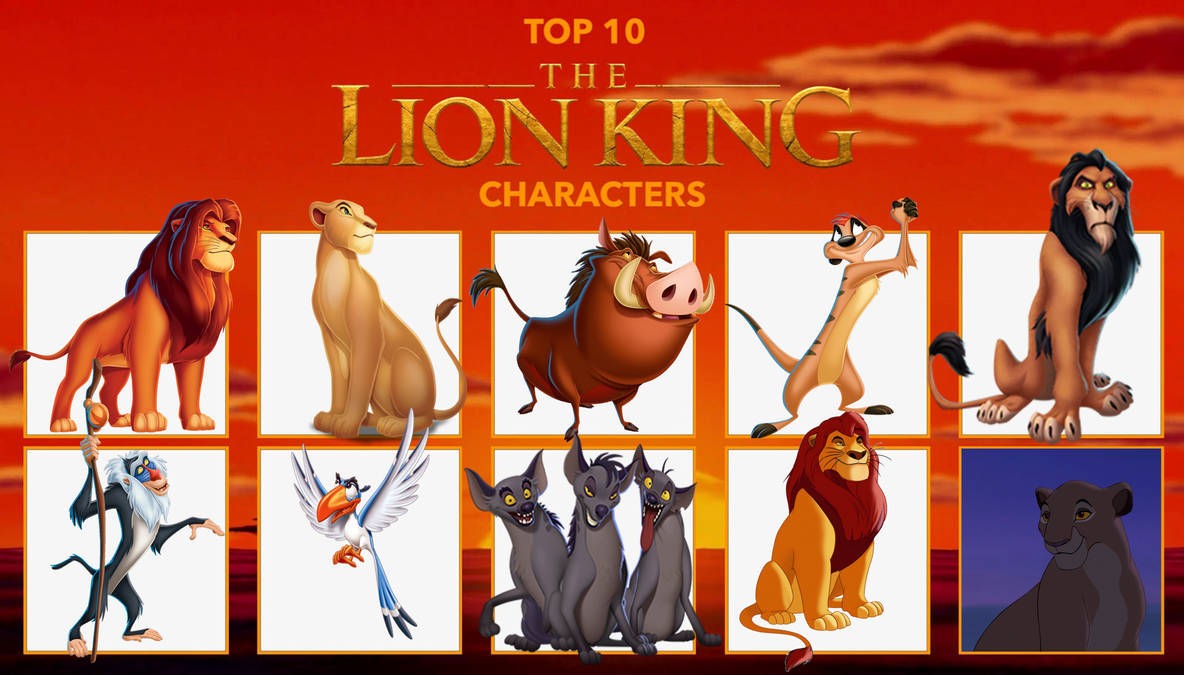 TOP 10
THE
LION KING
CHARACTERS